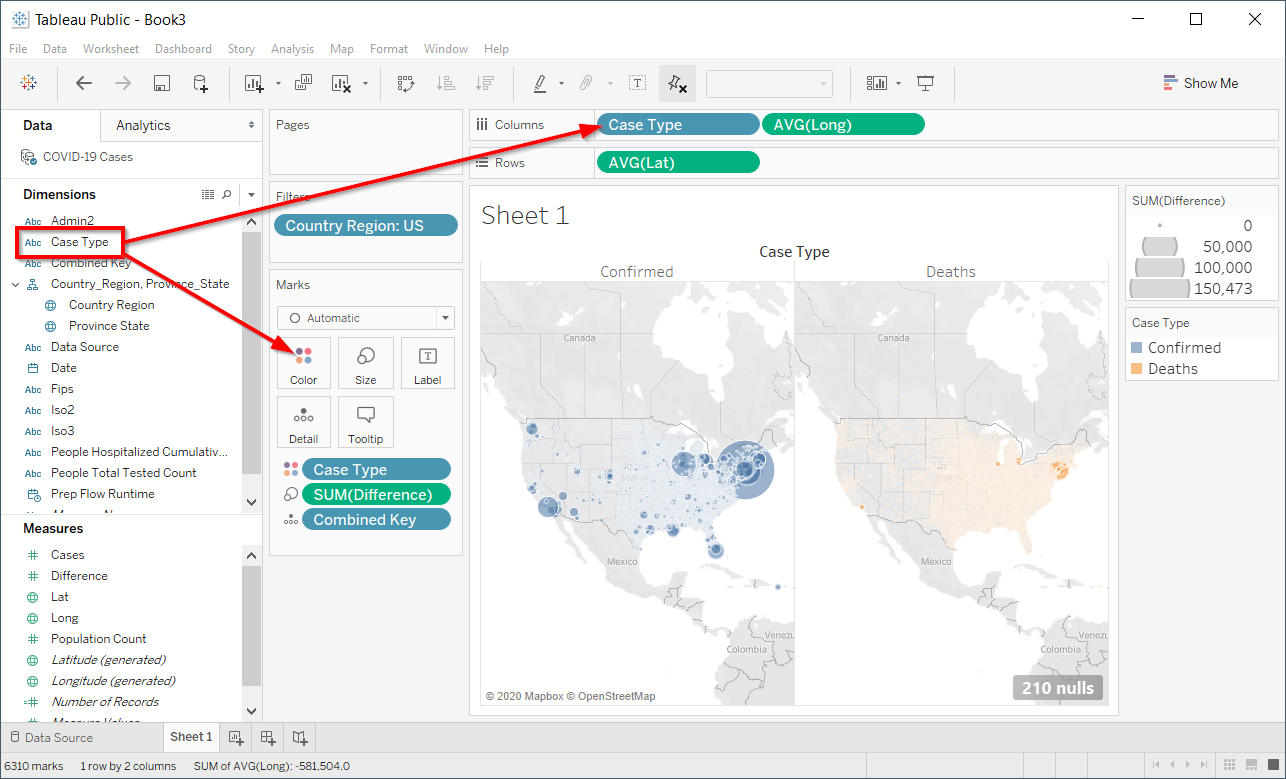 Tableau Public - Book3
File Data Worksheet Dashboard Story Analysis Map Format Window Help
Show Me
Data Analytics
COVID-19 Cases
Dimensions
Abc Admin2
Abc Case Type
Abc Combined Key
Country_Region, Province_State
Country Region
Province State
Abc Data Source
Date
Abc Fips
Abc Iso2
Abc Iso3
Abc People Hospitalized Cumulativ...
Abc People Total Tested Count
Prep Flow Runtime
Measures
Cases
Difference
Lat
Long
Population Count
Latitude (generated)
Longitude (generated)
Number of Records
Measure Values
Pages
Filters
Country Region: US
Marks
Automatic
Color Size Label
Detail Tooltip
Case Type
SUM(Difference)
Combined Key
Columns Case Type AVG(Long)
Rows AVG(Lat)
Sheet 1
Case Type
Confirmed Deaths
Canada Canada
Mexico Mexico
Venezu Venezu
Colombia Colombia
© 2020 Mapbox © OpenStreetMap
210 nulls
SUM(Difference)
0
50,000
100,000
150,473
Case Type
Confirmed
Deaths
Data Source Sheet 1
6310 marks 1 row by 2 columns SUM of AVG(Long): -581,504.0